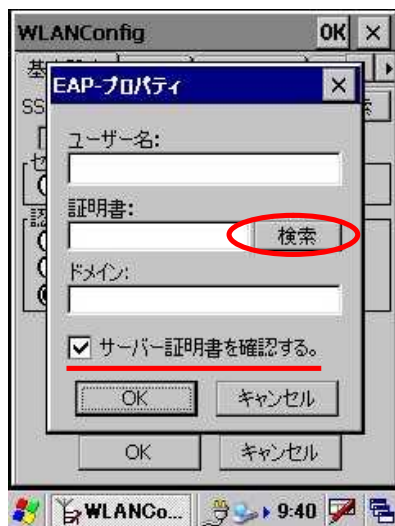 WLANConfig OK
基
EAP-プロパティ
SS
ユーザー名:
証明書:
検索
ドメイン:
サーバー証明書を確認する。
OK キャンセル
OK キャンセル
WLANCo... 9:40